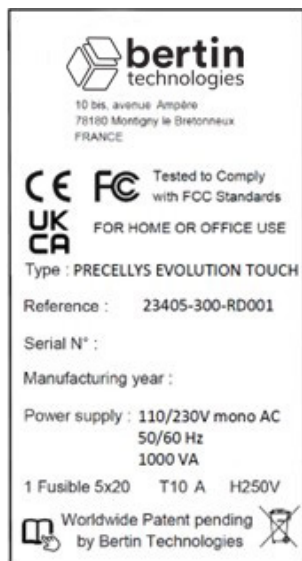 bertin
technologies
10 bis, avenue Ampère
78180 Montigny le Bretonneux
FRANCE
CE FC Tested to Comply
with FCC Standards
UK
CA
FOR HOME OR OFFICE USE
Type : PRECELLYS EVOLUTION TOUCH
Reference : 23405-300-RD001
Serial N° :
Manufacturing year :
Power supply : 110/230V mono AC
50/60 Hz
1000 VA
1 Fusible 5x20 T10 A H250V
Worldwide Patent pending
by Bertin Technologies